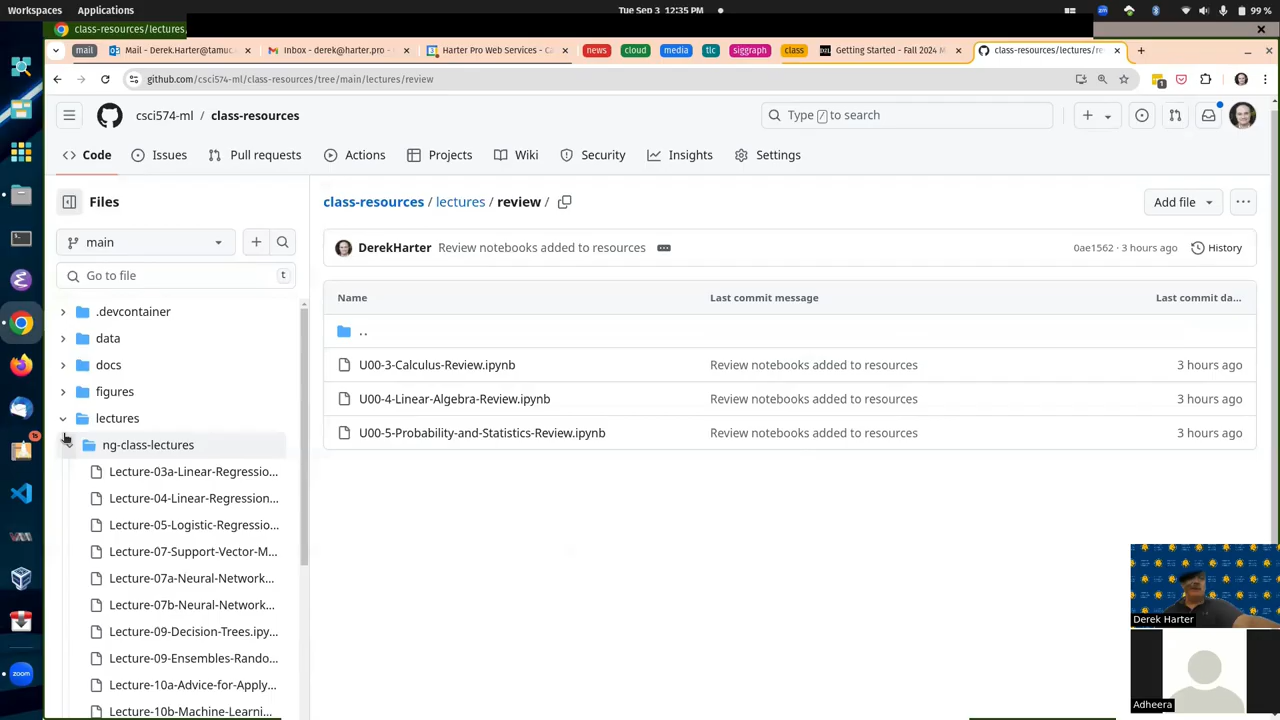 Workspaces Applications Tue Sep 3 12:35 PM 99 %
class-resources/lectures,
mail Mail - Derek.Harter@tamuc Inbox - derek@harter.pro Harter Pro Web Services - C news cloud media tlc siggraph class Getting Started - Fall 2024 M class-resources/lectures/re
github.com/csci574-ml/class-resources/tree/main/lectures/review
csci574-ml / class-resources Type / to search
Code Issues Pull requests Actions Projects Wiki Security Insights Settings
Files
main
Go to file t
.devcontainer
data
docs
figures
lectures
ng-class-lectures
Lecture-03a-Linear-Regressio...
Lecture-04-Linear-Regression...
Lecture-05-Logistic-Regressio...
Lecture-07-Support-Vector-M...
Lecture-07a-Neural-Network...
Lecture-07b-Neural-Network...
Lecture-09-Decision-Trees.ipy...
Lecture-09-Ensembles-Rando...
Lecture-10a-Advice-for-Apply...
Lecture-10b-Machine-Learni...
class-resources / lectures / review /
Add file
DerekHarter Review notebooks added to resources 0ae1562 · 3 hours ago History
Name Last commit message Last commit da...
..
U00-3-Calculus-Review.ipynb Review notebooks added to resources 3 hours ago
U00-4-Linear-Algebra-Review.ipynb Review notebooks added to resources 3 hours ago
U00-5-Probability-and-Statistics-Review.ipynb Review notebooks added to resources 3 hours ago
15
zoom
Derek Harter
Adheera